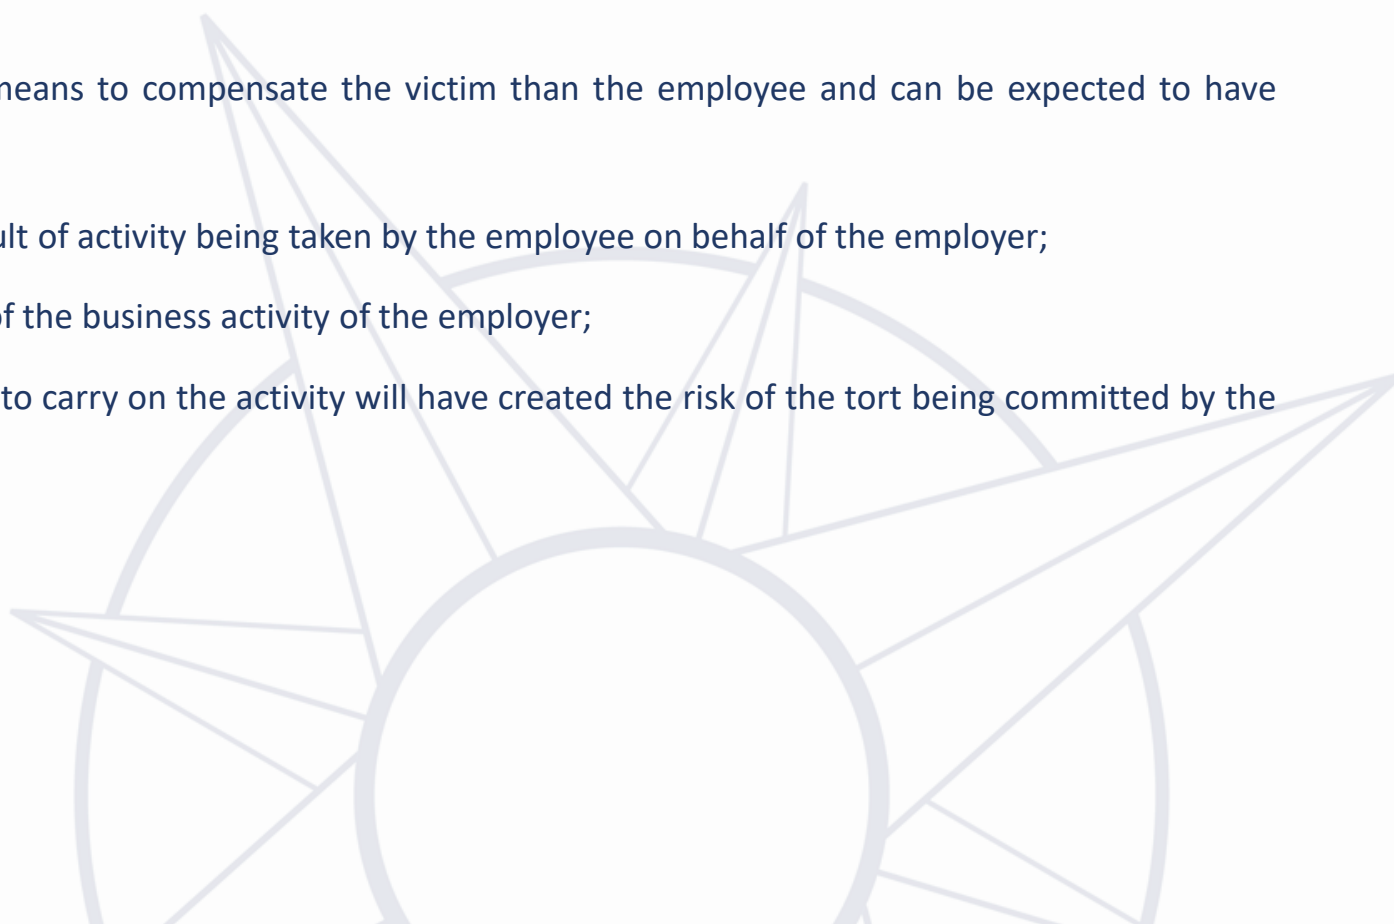 means to compensate the victim than the employee and can be expected to have
ult of activity being taken by the employee on behalf of the employer;
of the business activity of the employer;
to carry on the activity will have created the risk of the tort being committed by the